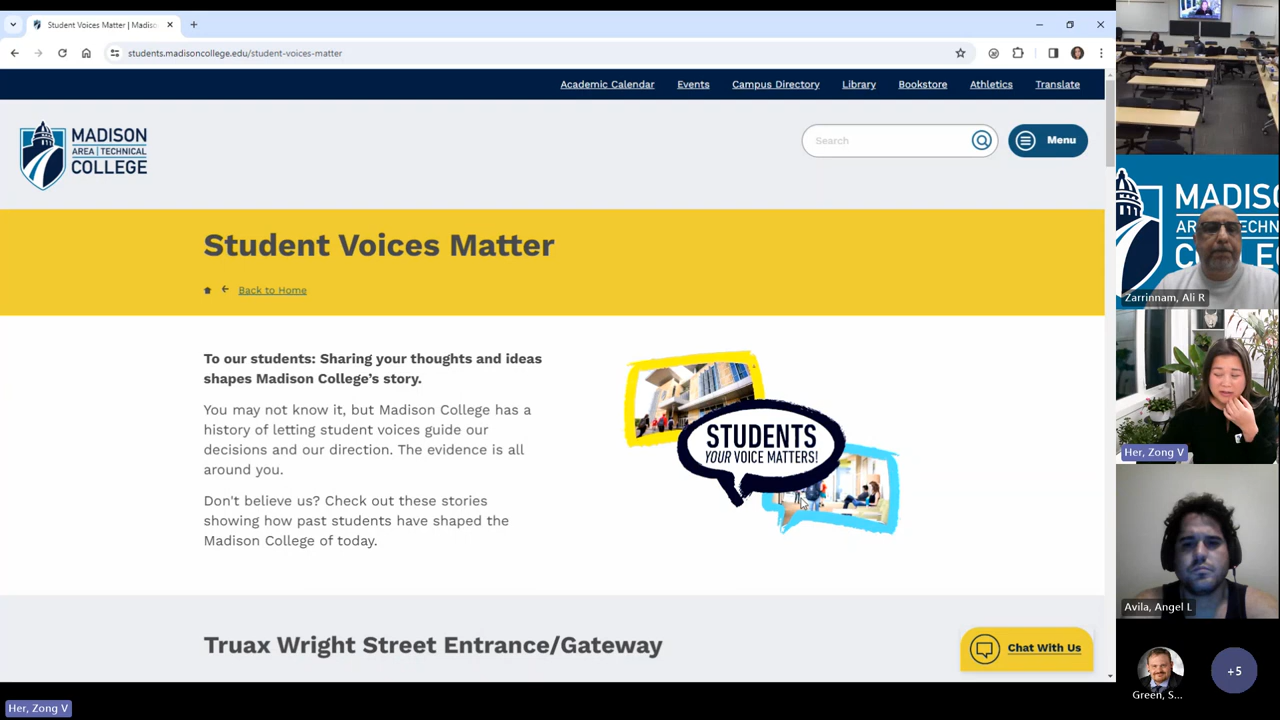 Student Voices Matter | Madis
students.madisoncollege.edu/student-voices-matter
Academic Calendar
Events
Campus Directory
Library
Bookstore
Athletics
Translate
MADISON
AREA | TECHNICAL
COLLEGE
Search
Menu
Student Voices Matter
Back to Home
To our students: Sharing your thoughts and ideas
shapes Madison College's story.
You may not know it, but Madison College has a
history of letting student voices guide our
decisions and our direction. The evidence is all
around you.
Don't believe us? Check out these stories
showing how past students have shaped the
Madison College of today.
STUDENTS
YOUR VOICE MATTERS!
Truax Wright Street Entrance/Gateway
Chat With Us
Zarrinnam, Ali R
Her, Zong V
Avila, Angel L
Green, S...
+5
Her, Zong V